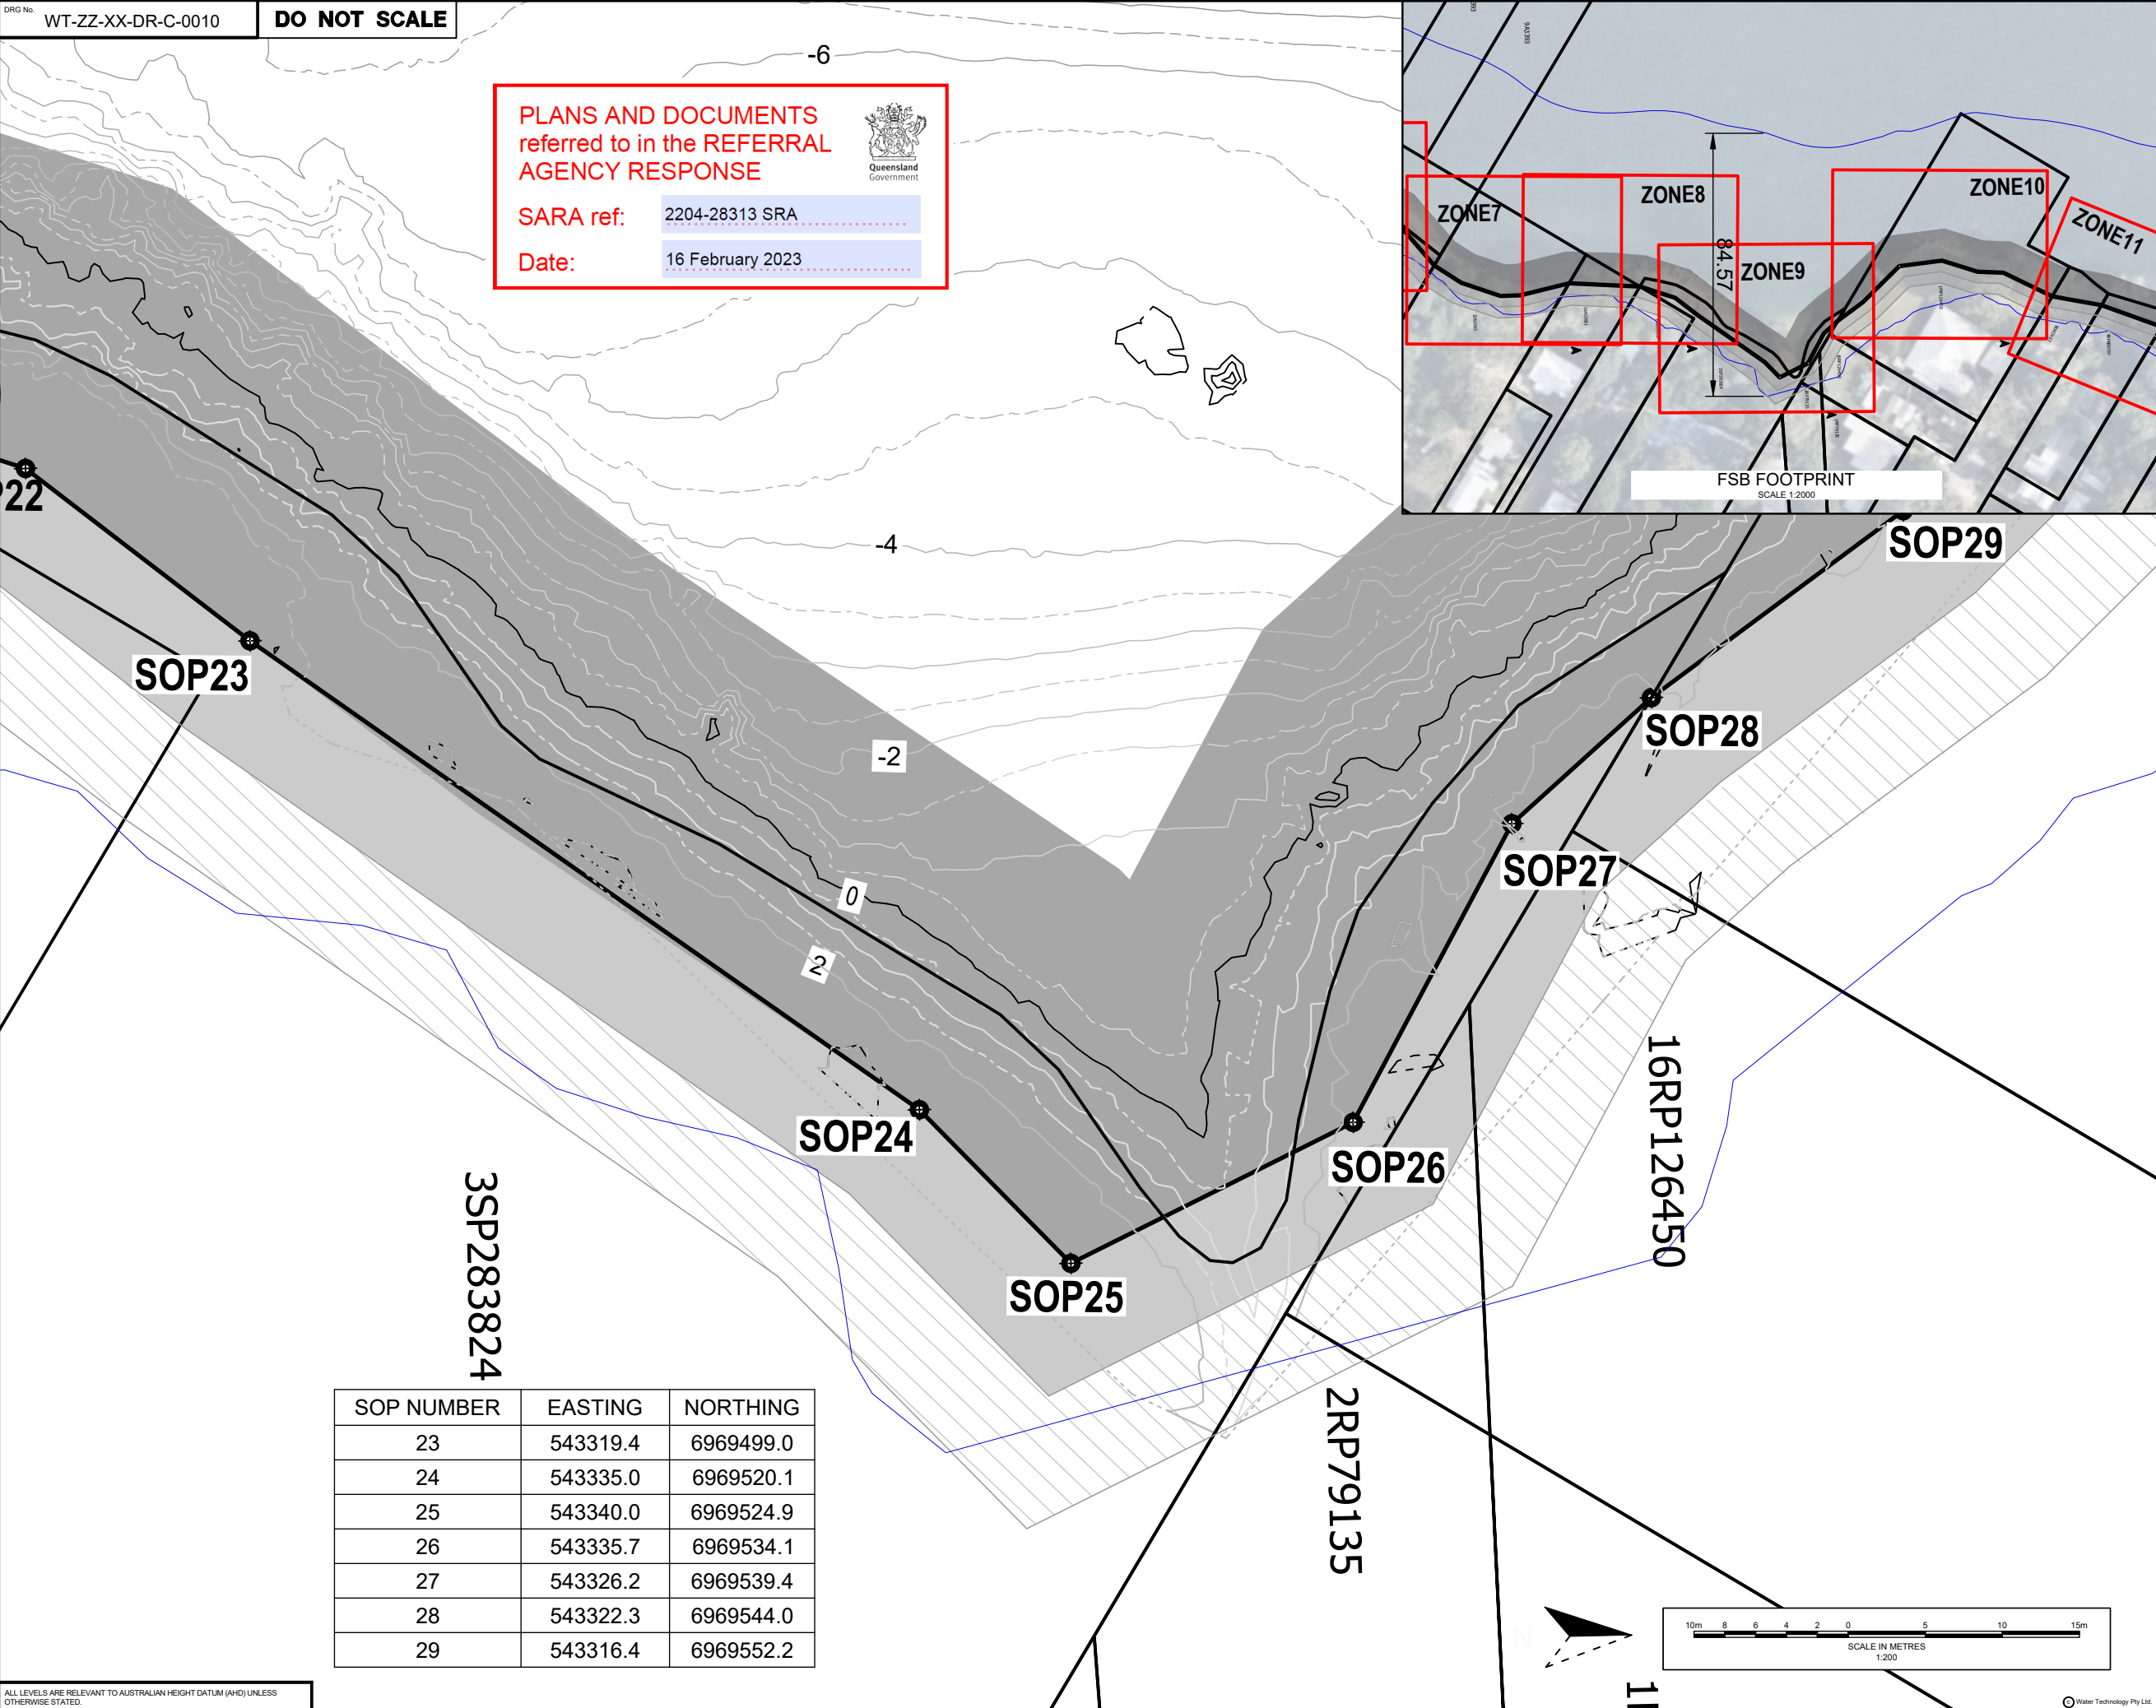 DRG No.
WT-ZZ-XX-DR-C-0010
DO NOT SCALE
PLANS AND DOCUMENTS
referred to in the REFERRAL
AGENCY RESPONSE
Queensland
Government
SARA ref: 2204-28313 SRA
Date: 16 February 2023
-6
-4
-2
0
2
ZONE7
ZONE8
84.57
ZONE9
ZONE10
ZONE11
FSB FOOTPRINT
SCALE 1:2000
SOP23
SOP24
SOP25
SOP26
SOP27
SOP28
SOP29
3SP283824
2RP79135
16RP126450
SOP NUMBER EASTING NORTHING
23 543319.4 6969499.0
24 543335.0 6969520.1
25 543340.0 6969524.9
26 543335.7 6969534.1
27 543326.2 6969539.4
28 543322.3 6969544.0
29 543316.4 6969552.2
N
10m 8 6 4 2 0 5 10 15m
SCALE IN METRES
1:200
ALL LEVELS ARE RELEVANT TO AUSTRALIAN HEIGHT DATUM (AHD) UNLESS
OTHERWISE STATED.
© Water Technology Pty Ltd.